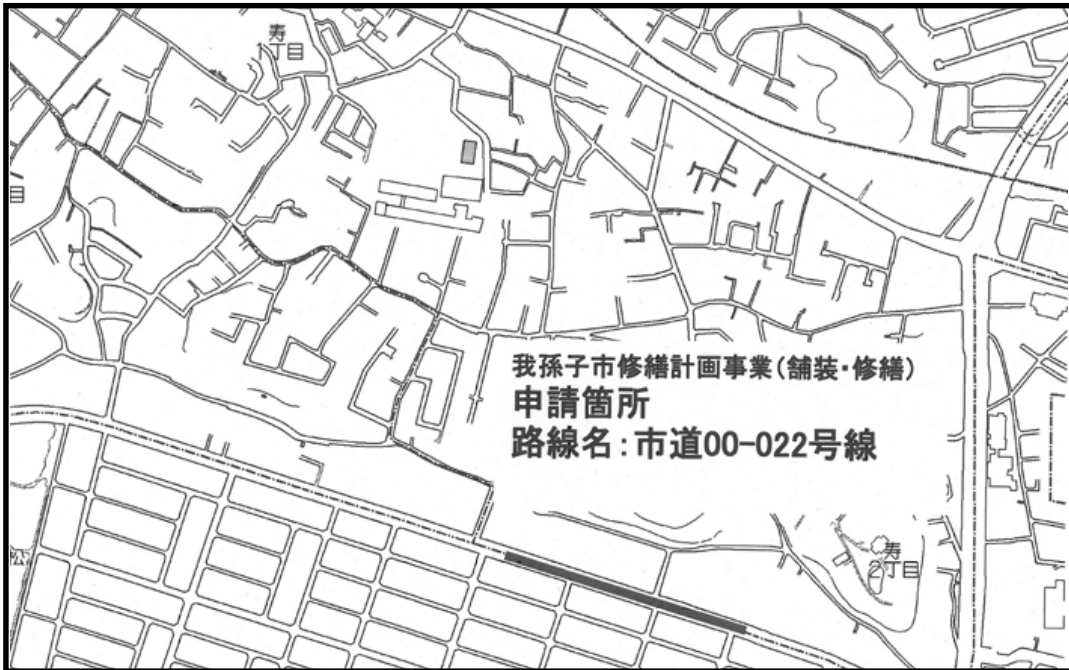 寿
1丁目
目
我孫子市修繕計画事業(舗装・修繕)
申請箇所
路線名:市道00-022号線
寿
2丁目